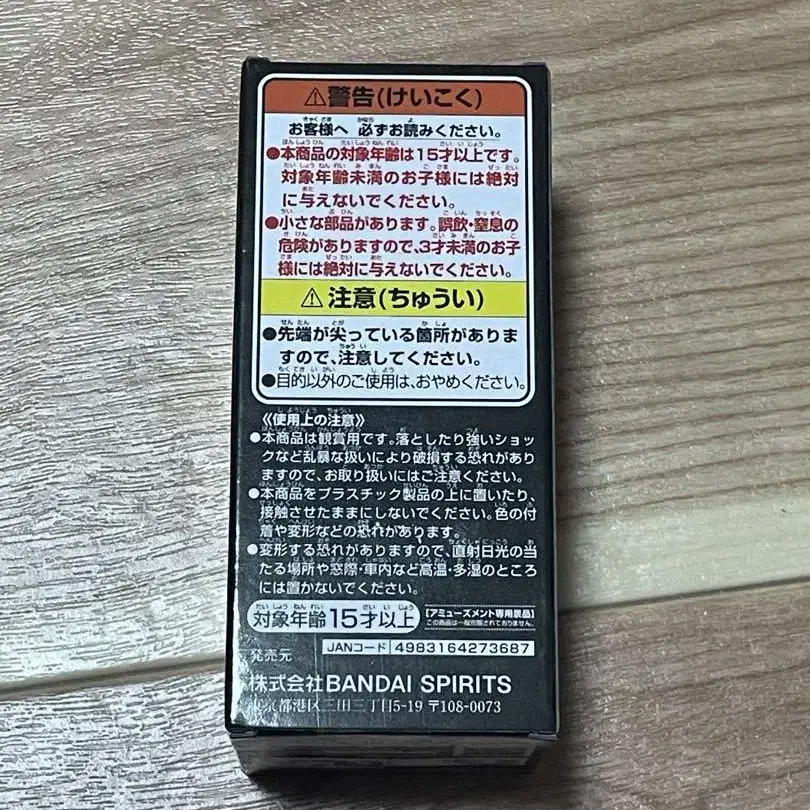 ⚠警告(けいこく)
お客様へ 必ずお読みください。
●本商品の対象年齢は15才以上です。
対象年齢未満のお子様には絶対
に与えないでください。
●小さな部品があります。誤飲・窒息の
危険がありますので、3才未満のお子
様には絶対に与えないでください。
⚠注意(ちゅうい)
●先端が尖っている箇所がありま
すので、注意してください。
●目的以外のご使用は、おやめください。
《使用上の注意》
●本商品は観賞用です。落としたり強いショッ
クなど乱暴な扱いにより破損する恐れがあり
ますので、お取り扱いにはご注意ください。
●本商品をプラスチック製品の上に置いたり、
接触させたままにしないでください。色の付
着や変形などの恐れがあります。
●変形する恐れがありますので、直射日光の当
たる場所や窓際・車内など高温・多湿のところ
には置かないでください。
対象年齢15才以上
【アミューズメント専用景品】
この商品は一般市販されておりません。
JANコード 4983164273687
発売元
株式会社BANDAI SPIRITS
東京都港区三田三丁目5-19 〒108-0073